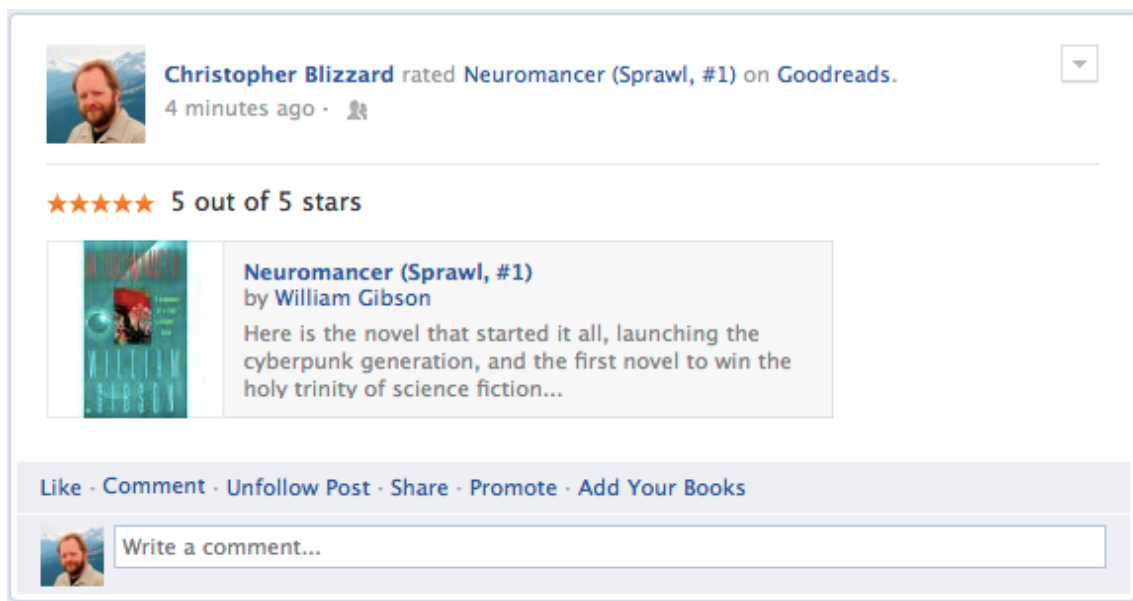 Christopher Blizzard rated Neuromancer (Sprawl, #1) on Goodreads.
4 minutes ago ·
5 out of 5 stars
NEUROMANCER
WILLIAM
GIBSON
Neuromancer (Sprawl, #1)
by William Gibson
Here is the novel that started it all, launching the
cyberpunk generation, and the first novel to win the
holy trinity of science fiction...
Like · Comment · Unfollow Post · Share · Promote · Add Your Books
Write a comment...